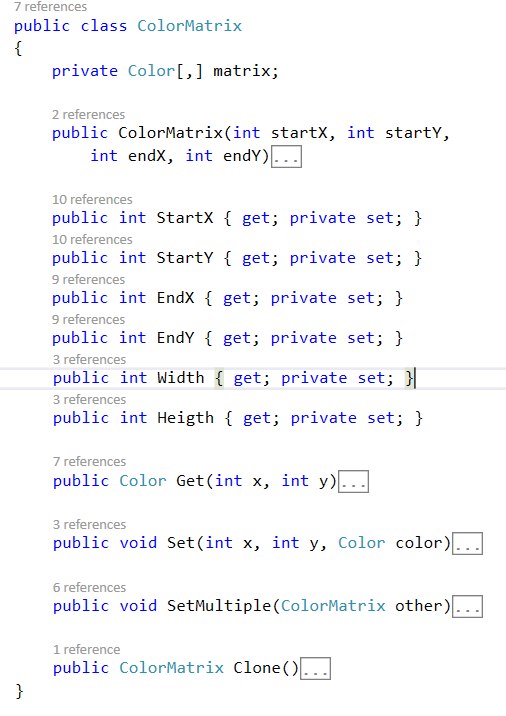 7 references
public class ColorMatrix
{
private Color[,] matrix;
2 references
public ColorMatrix(int startX, int startY,
int endX, int endY)...
10 references
public int StartX { get; private set; }
10 references
public int StartY { get; private set; }
9 references
public int EndX { get; private set; }
9 references
public int EndY { get; private set; }
3 references
public int Width { get; private set; }
3 references
public int Heigth { get; private set; }
7 references
public Color Get(int x, int y)...
3 references
public void Set(int x, int y, Color color)...
6 references
public void SetMultiple(ColorMatrix other)...
1 reference
public ColorMatrix Clone()...
}